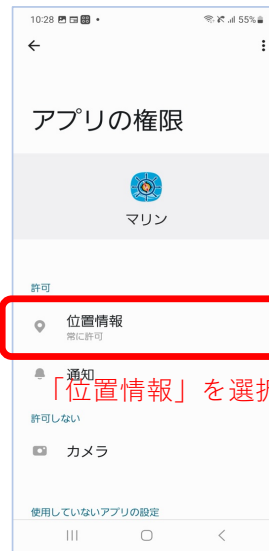 10:28 55%
アプリの権限
マリン
許可
位置情報
常に許可
通知
「位置情報」を選択
許可しない
カメラ
使用していないアプリの設定